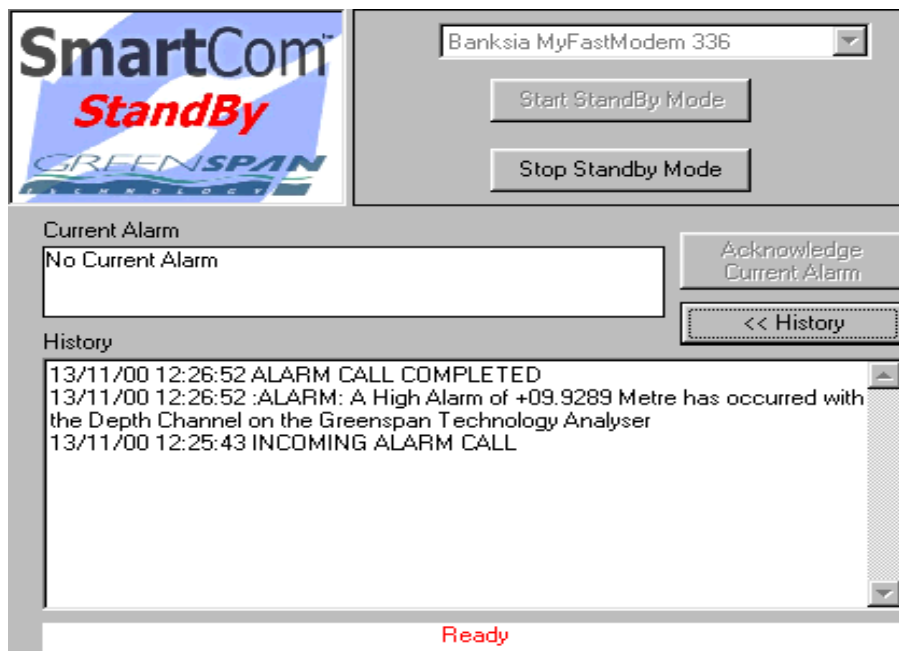 SmartCom™
StandBy
GREENSPAN
TECHNOLOGY
Banksia MyFastModem 336
Start StandBy Mode
Stop Standby Mode
Current Alarm
No Current Alarm
Acknowledge
Current Alarm
<< History
History
13/11/00 12:26:52 ALARM CALL COMPLETED
13/11/00 12:26:52 :ALARM: A High Alarm of +09.9289 Metre has occurred with
the Depth Channel on the Greenspan Technology Analyser
13/11/00 12:25:43 INCOMING ALARM CALL
Ready